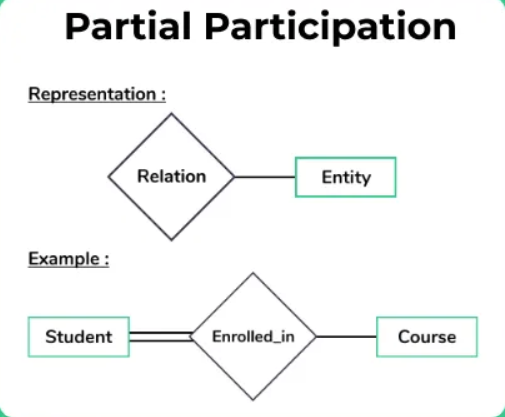 Partial Participation
Representation :
Relation
Entity
Example :
Student
Enrolled_in
Course